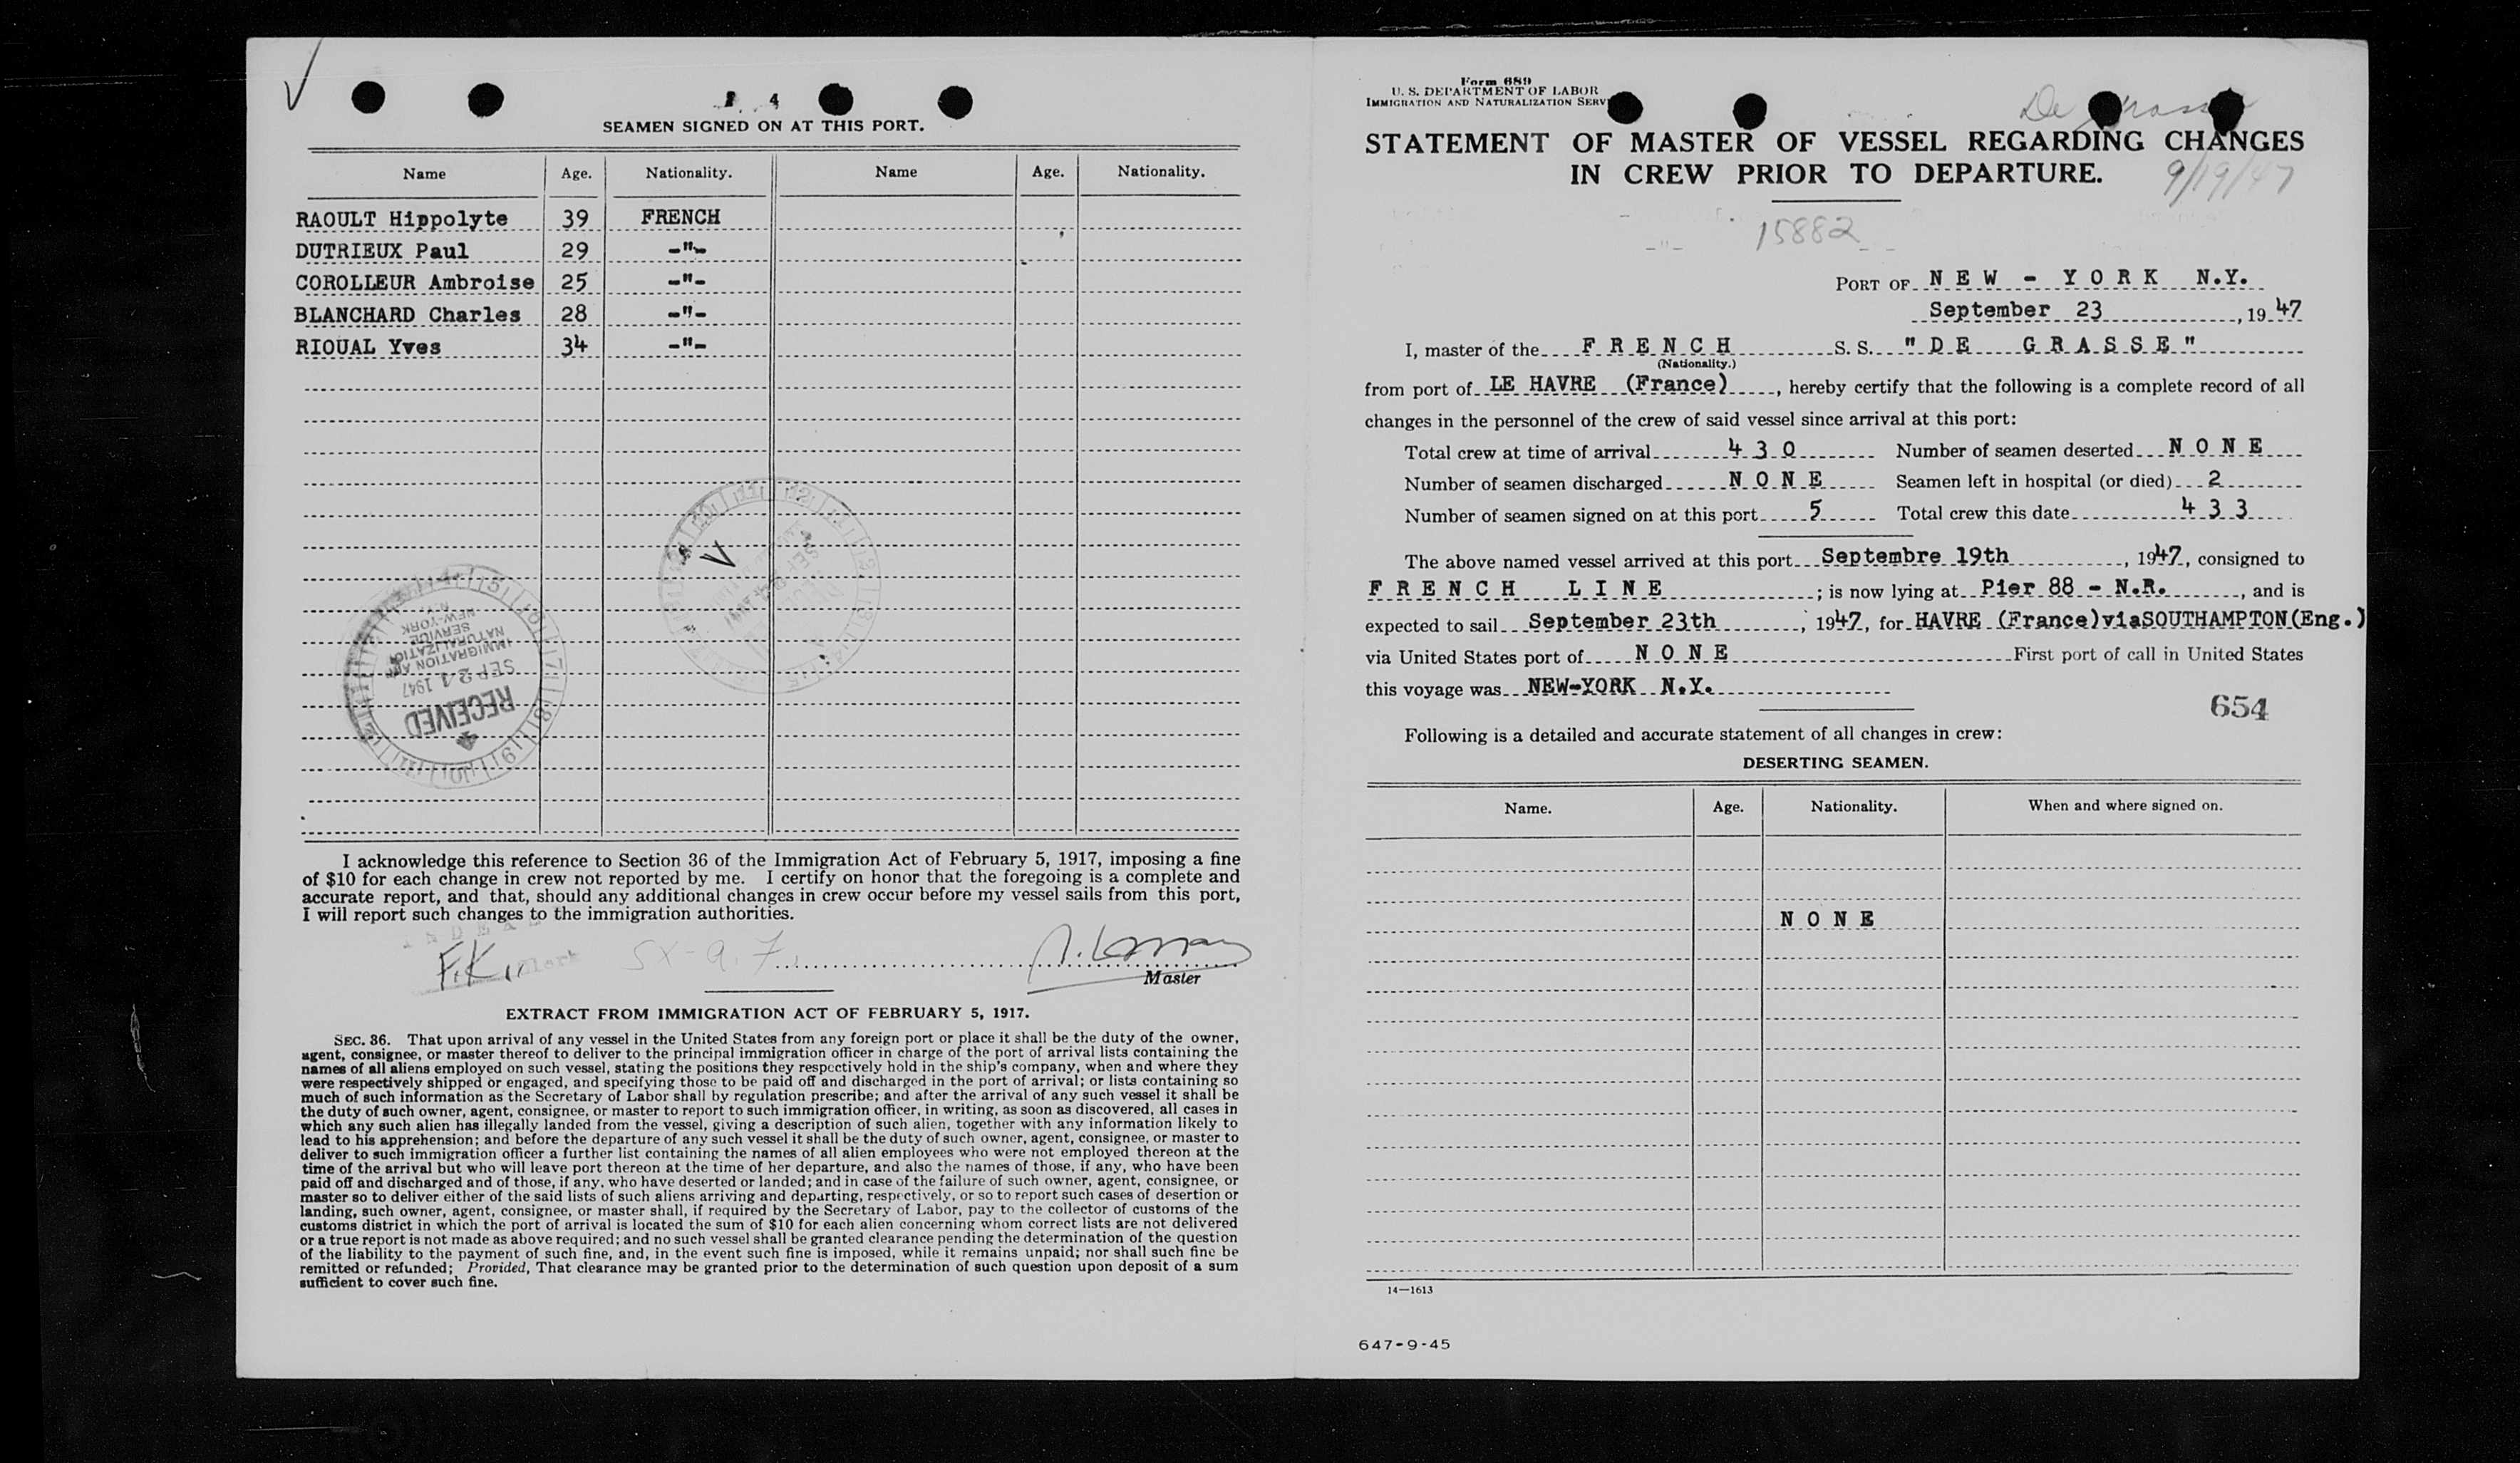 4
SEAMEN SIGNED ON AT THIS PORT.
Name Age. Nationality. Name Age. Nationality.
RAOULT Hippolyte 39 FRENCH
DUTRIEUX Paul 29 -"-
COROLLEUR Ambroise 25 -"-
BLANCHARD Charles 28 -"-
RIOUAL Yves 34 -"-
IMMIGRATION AND
NATURALIZATION
SERVICE
NEW-YORK
SEP 24 1947
RECEIVED
I acknowledge this reference to Section 36 of the Immigration Act of February 5, 1917, imposing a fine
of $10 for each change in crew not reported by me. I certify on honor that the foregoing is a complete and
accurate report, and that, should any additional changes in crew occur before my vessel sails from this port,
I will report such changes to the immigration authorities.
F.K.
Master
EXTRACT FROM IMMIGRATION ACT OF FEBRUARY 5, 1917.
SEC. 36. That upon arrival of any vessel in the United States from any foreign port or place it shall be the duty of the owner,
agent, consignee, or master thereof to deliver to the principal immigration officer in charge of the port of arrival lists containing the
names of all aliens employed on such vessel, stating the positions they respectively hold in the ship's company, when and where they
were respectively shipped or engaged, and specifying those to be paid off and discharged in the port of arrival; or lists containing so
much of such information as the Secretary of Labor shall by regulation prescribe; and after the arrival of any such vessel it shall be
the duty of such owner, agent, consignee, or master to report to such immigration officer, in writing, as soon as discovered, all cases in
which any such alien has illegally landed from the vessel, giving a description of such alien, together with any information likely to
lead to his apprehension; and before the departure of any such vessel it shall be the duty of such owner, agent, consignee, or master to
deliver to such immigration officer a further list containing the names of all alien employees who were not employed thereon at the
time of the arrival but who will leave port thereon at the time of her departure, and also the names of those, if any, who have been
paid off and discharged and of those, if any, who have deserted or landed; and in case of the failure of such owner, agent, consignee, or
master so to deliver either of the said lists of such aliens arriving and departing, respectively, or so to report such cases of desertion or
landing, such owner, agent, consignee, or master shall, if required by the Secretary of Labor, pay to the collector of customs of the
customs district in which the port of arrival is located the sum of $10 for each alien concerning whom correct lists are not delivered
or a true report is not made as above required; and no such vessel shall be granted clearance pending the determination of the question
of the liability to the payment of such fine, and, in the event such fine is imposed, while it remains unpaid; nor shall such fine be
remitted or refunded; Provided, That clearance may be granted prior to the determination of such question upon deposit of a sum
sufficient to cover such fine.
Form 689
U. S. DEPARTMENT OF LABOR
IMMIGRATION AND NATURALIZATION SERV
De Grasse
STATEMENT OF MASTER OF VESSEL REGARDING CHANGES
IN CREW PRIOR TO DEPARTURE.
9/19/47
15882
PORT OF NEW - YORK N.Y.
September 23, 1947
I, master of the FRENCH S. S. "DE GRASSE"
(Nationality.)
from port of LE HAVRE (France), hereby certify that the following is a complete record of all
changes in the personnel of the crew of said vessel since arrival at this port:
Total crew at time of arrival 430 Number of seamen deserted NONE
Number of seamen discharged NONE Seamen left in hospital (or died) 2
Number of seamen signed on at this port 5 Total crew this date 433
The above named vessel arrived at this port Septembre 19th, 1947, consigned to
FRENCH LINE; is now lying at Pier 88 - N.R., and is
expected to sail September 23th, 1947, for HAVRE (France)viaSOUTHAMPTON(Eng.)
via United States port of NONE First port of call in United States
this voyage was NEW-YORK N.Y.
654
Following is a detailed and accurate statement of all changes in crew:
DESERTING SEAMEN.
Name. Age. Nationality. When and where signed on.
NONE
14—1613
647-9-45